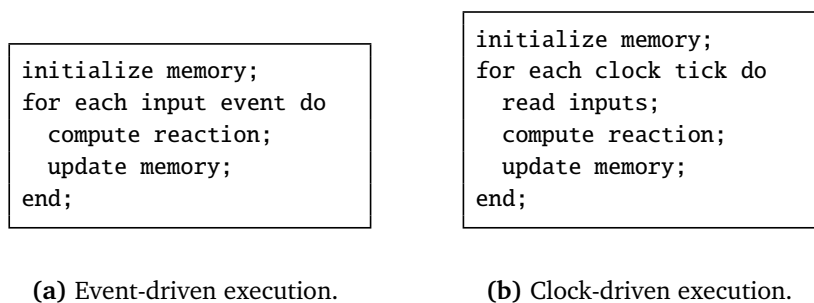 initialize memory;
for each input event do
compute reaction;
update memory;
end;
(a) Event-driven execution.
initialize memory;
for each clock tick do
read inputs;
compute reaction;
update memory;
end;
(b) Clock-driven execution.